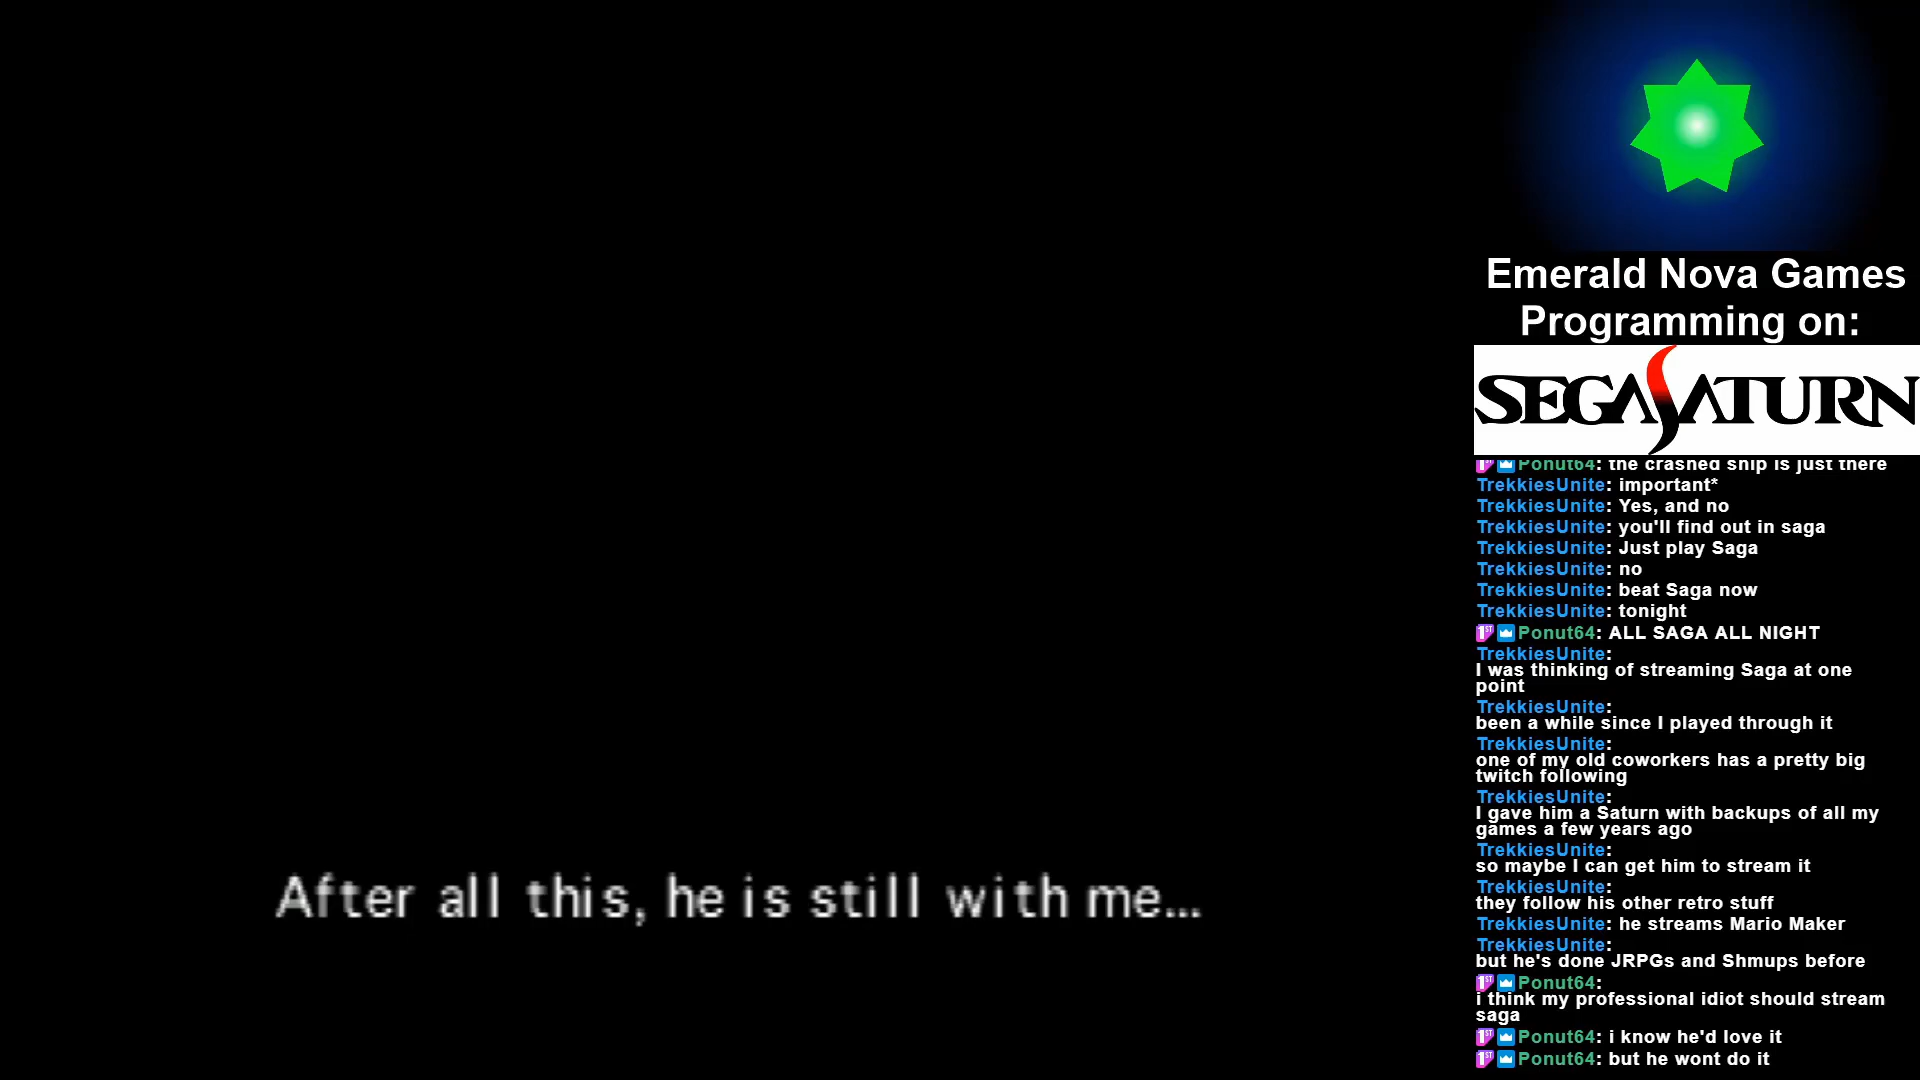 Emerald Nova Games
Programming on:
SEGA SATURN
Ponut64: the crashed ship is just there
TrekkiesUnite: important*
TrekkiesUnite: Yes, and no
TrekkiesUnite: you'll find out in saga
TrekkiesUnite: Just play Saga
TrekkiesUnite: no
TrekkiesUnite: beat Saga now
TrekkiesUnite: tonight
Ponut64: ALL SAGA ALL NIGHT
TrekkiesUnite:
I was thinking of streaming Saga at one
point
TrekkiesUnite:
been a while since I played through it
TrekkiesUnite:
one of my old coworkers has a pretty big
twitch following
TrekkiesUnite:
I gave him a Saturn with backups of all my
games a few years ago
TrekkiesUnite:
so maybe I can get him to stream it
TrekkiesUnite:
they follow his other retro stuff
TrekkiesUnite: he streams Mario Maker
TrekkiesUnite:
but he's done JRPGs and Shmups before
Ponut64:
i think my professional idiot should stream
saga
Ponut64: i know he'd love it
Ponut64: but he wont do it
After all this, he is still with me...